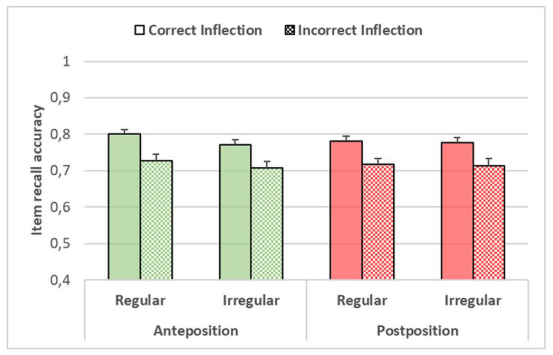 Correct Inflection Incorrect Inflection
Item recall accuracy
1
0,9
0,8
0,7
0,6
0,5
0,4
Regular Irregular Regular Irregular
Anteposition Postposition